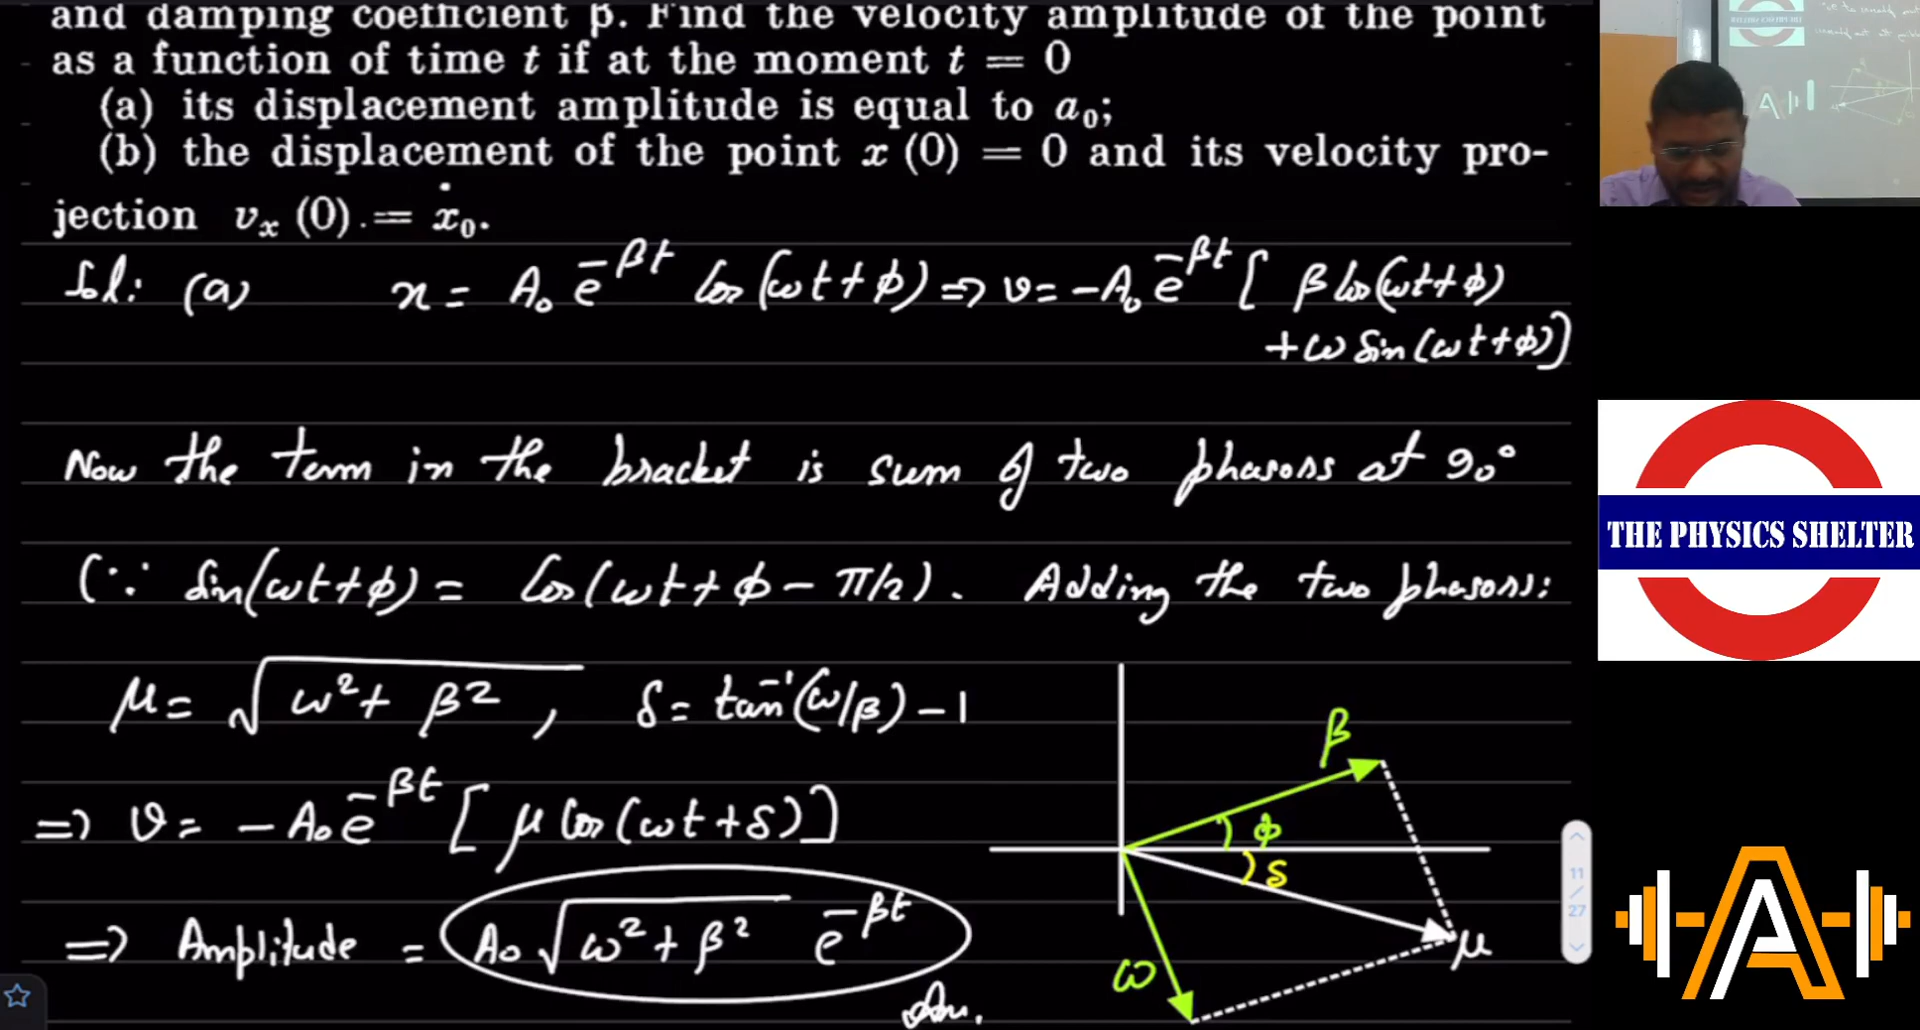 and damping coefficient β. Find the velocity amplitude of the point
as a function of time t if at the moment t = 0
(a) its displacement amplitude is equal to a₀;
(b) the displacement of the point x (0) = 0 and its velocity pro-
jection vₓ (0) = ẋ₀.
Sol: (a) x = A₀ e^-βt Cos(ωt+φ) => v = -A₀ e^-βt [ β Cos(ωt+φ)
+ω Sin(ωt+φ)]
Now the term in the bracket is sum of two phasors at 90°
(∵ Sin(ωt+φ) = Cos(ωt+φ-π/2). Adding the two phasors:
μ = √(ω²+β²), δ = tan⁻¹(ω/β) - 1
=> v = -A₀ e^-βt [ μ Cos(ωt+δ)]
=> Amplitude = A₀ √(ω²+β²) e^-βt
Ans.
β
φ
δ
ω
μ
THE PHYSICS SHELTER
11
/
27
A